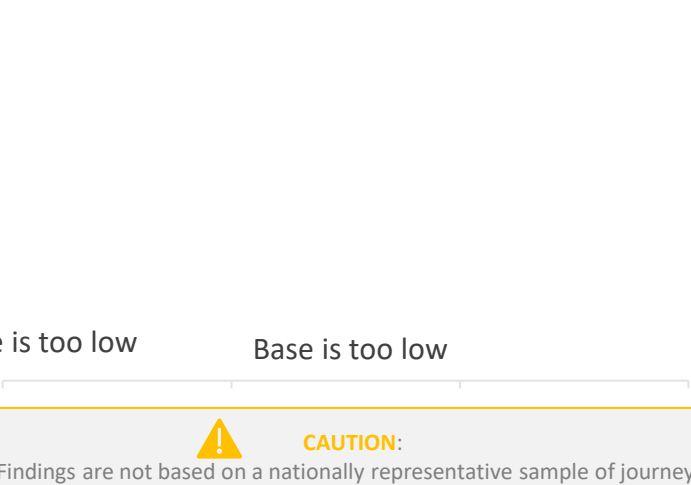 e is too low
Base is too low
CAUTION:
Findings are not based on a nationally representative sample of journey